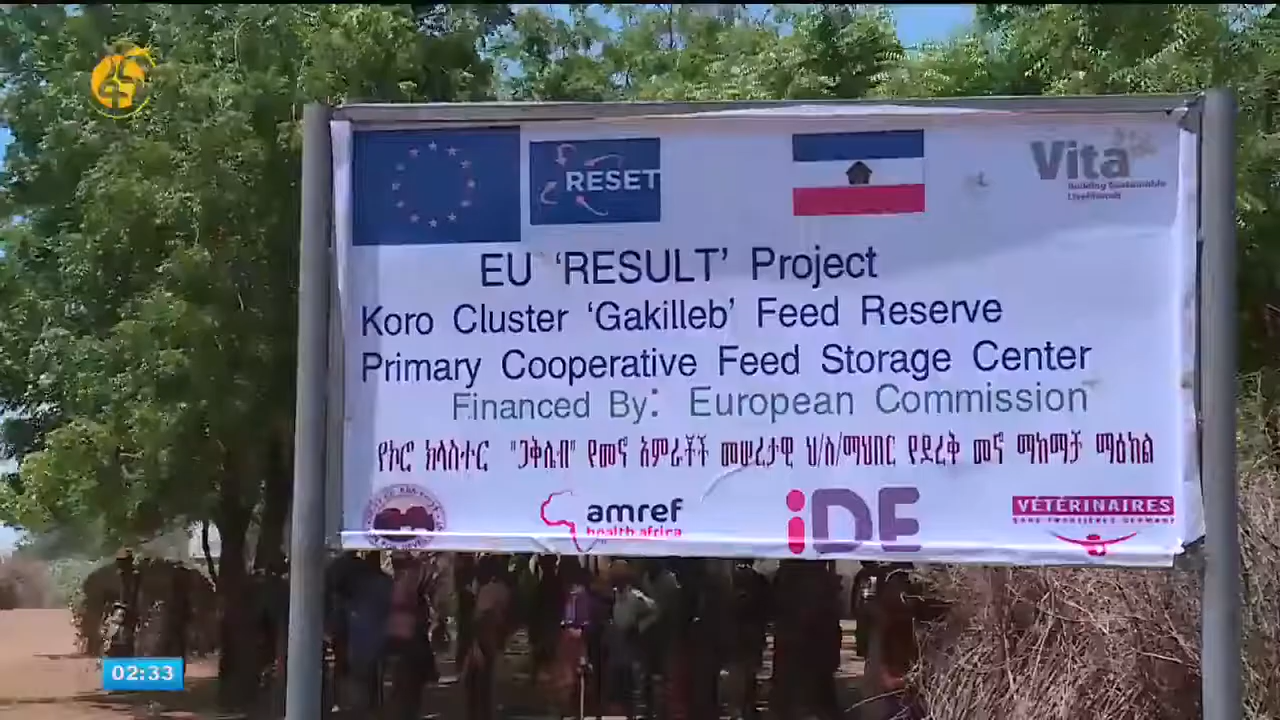 RESET
Vita
Building Sustainable
Livelihoods
EU ‘RESULT’ Project
Koro Cluster ‘Gakilleb’ Feed Reserve
Primary Cooperative Feed Storage Center
Financed By: European Commission
የኮሮ ክላስተር "ጋቅሌብ" የመኖ አምራቾች መሠረታዊ ህ/ስ/ማህበር የደረቅ መኖ ማከማቻ ማዕከል
amref
health africa
iDE
VÉTÉRINAIRES
SANS FRONTIÈRES GERMANY
02:33